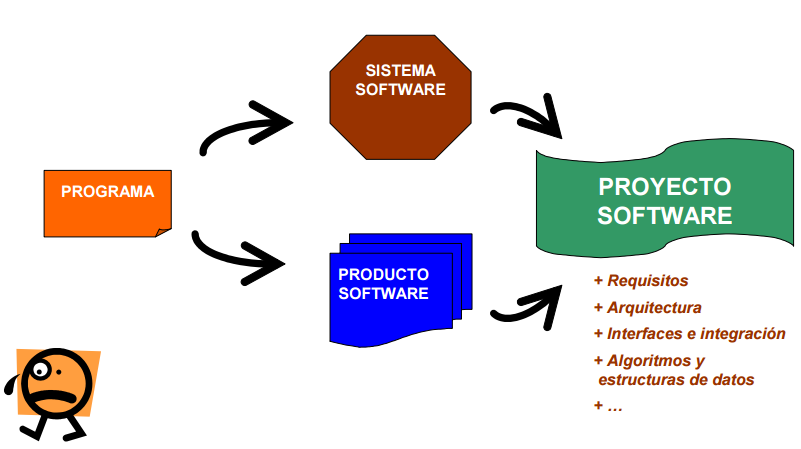 SISTEMA
SOFTWARE
PROGRAMA
PROYECTO
SOFTWARE
PRODUCTO
SOFTWARE
+ Requisitos
+ Arquitectura
+ Interfaces e integración
+ Algoritmos y
estructuras de datos
+ …